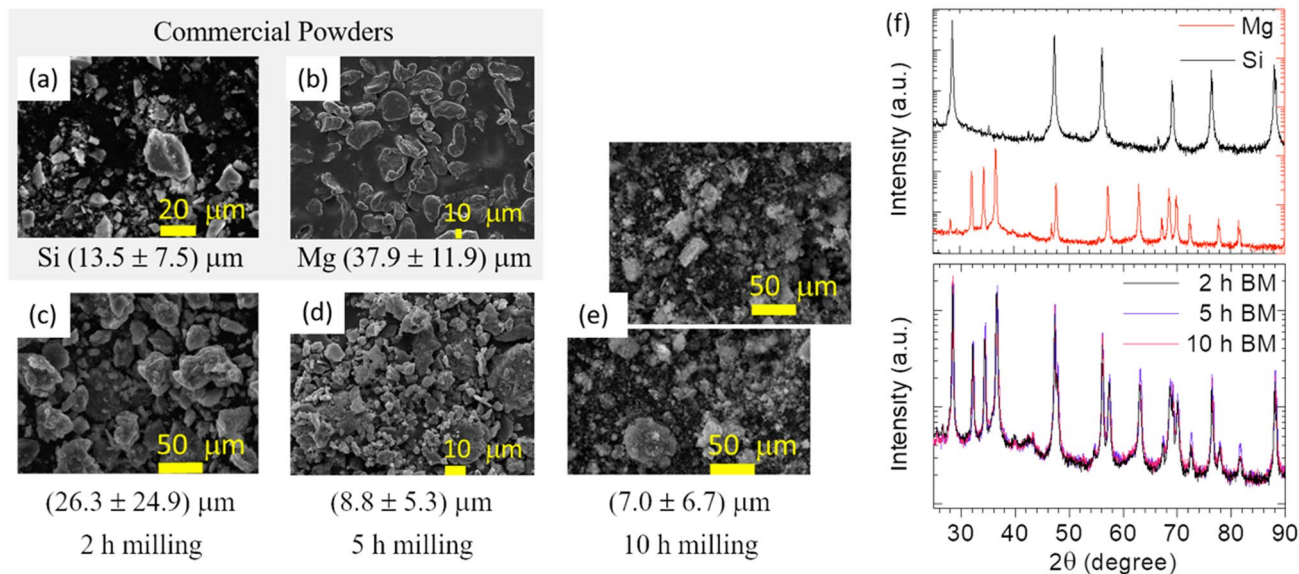 Commercial Powders
(a)
20 μm
Si (13.5 ± 7.5) μm
(b)
10 μm
Mg (37.9 ± 11.9) μm
(c)
50 μm
(26.3 ± 24.9) μm
2 h milling
(d)
10 μm
(8.8 ± 5.3) μm
5 h milling
50 μm
(e)
50 μm
(7.0 ± 6.7) μm
10 h milling
(f)
Mg
Si
Intensity (a.u.)
2 h BM
5 h BM
10 h BM
Intensity (a.u.)
30 40 50 60 70 80 90
2θ (degree)